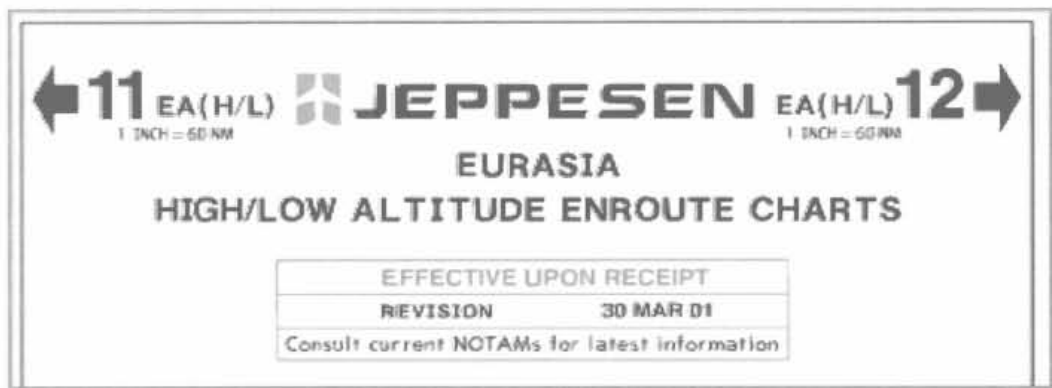 11 EA(H/L) JEPPESEN EA(H/L) 12
1 INCH = 60 NM 1 INCH = 60 NM
EURASIA
HIGH/LOW ALTITUDE ENROUTE CHARTS
EFFECTIVE UPON RECEIPT
REVISION 30 MAR 01
Consult current NOTAMs for latest information